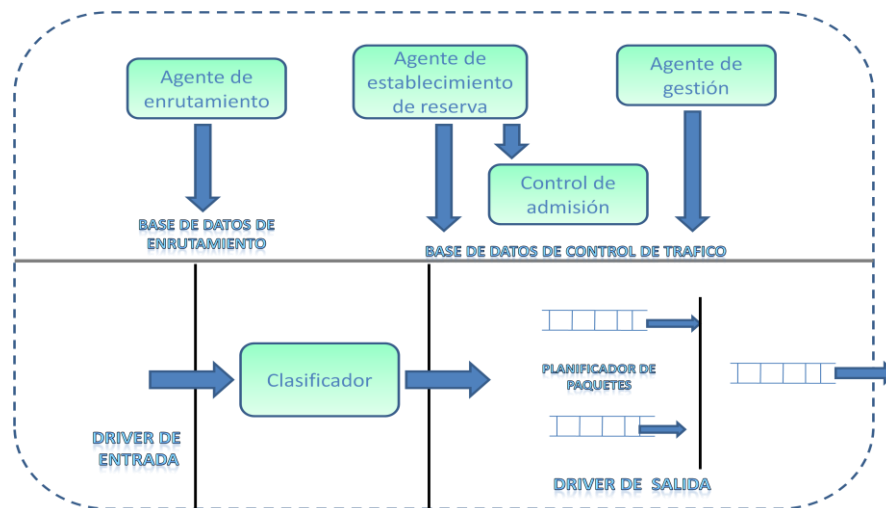 Agente de
enrutamiento
Agente de
establecimiento
de reserva
Agente de
gestión
Control de
admisión
BASE DE DATOS DE
ENRUTAMIENTO
BASE DE DATOS DE CONTROL DE TRAFICO
Clasificador
PLANIFICADOR DE
PAQUETES
DRIVER DE
ENTRADA
DRIVER DE SALIDA